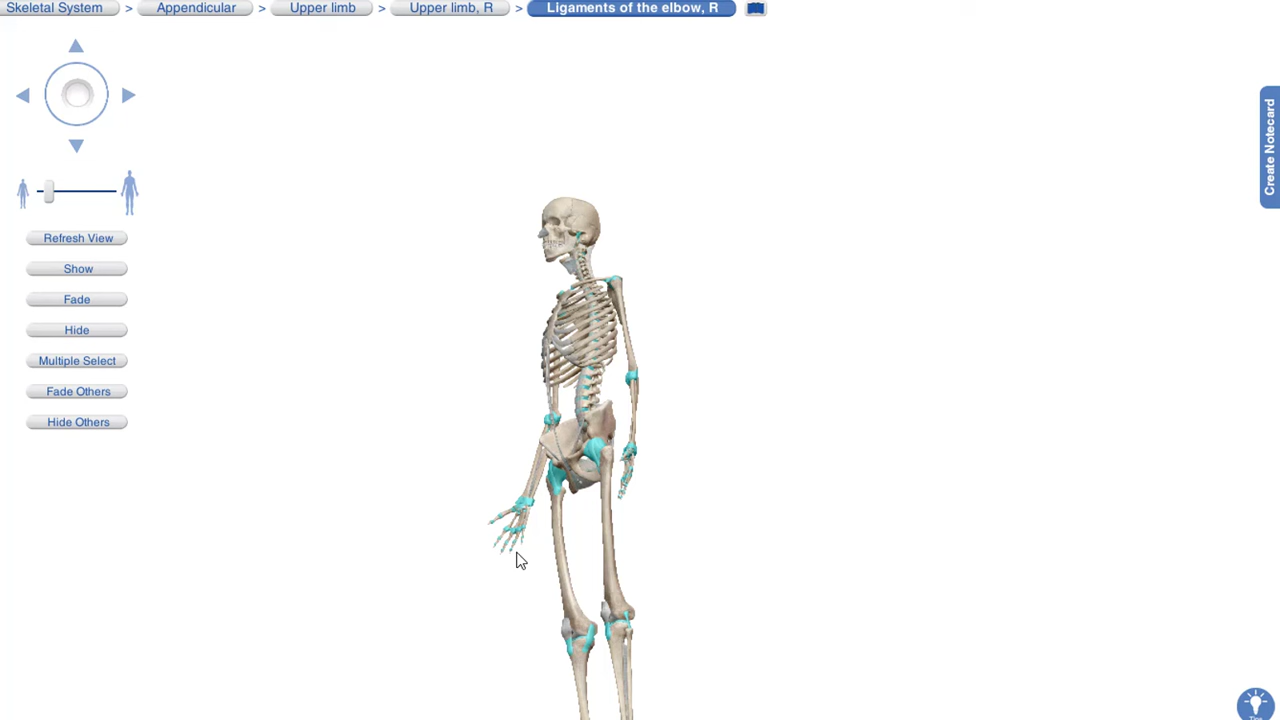 Skeletal System > Appendicular > Upper limb > Upper limb, R > Ligaments of the elbow, R
Create Notecard
Refresh View
Show
Fade
Hide
Multiple Select
Fade Others
Hide Others